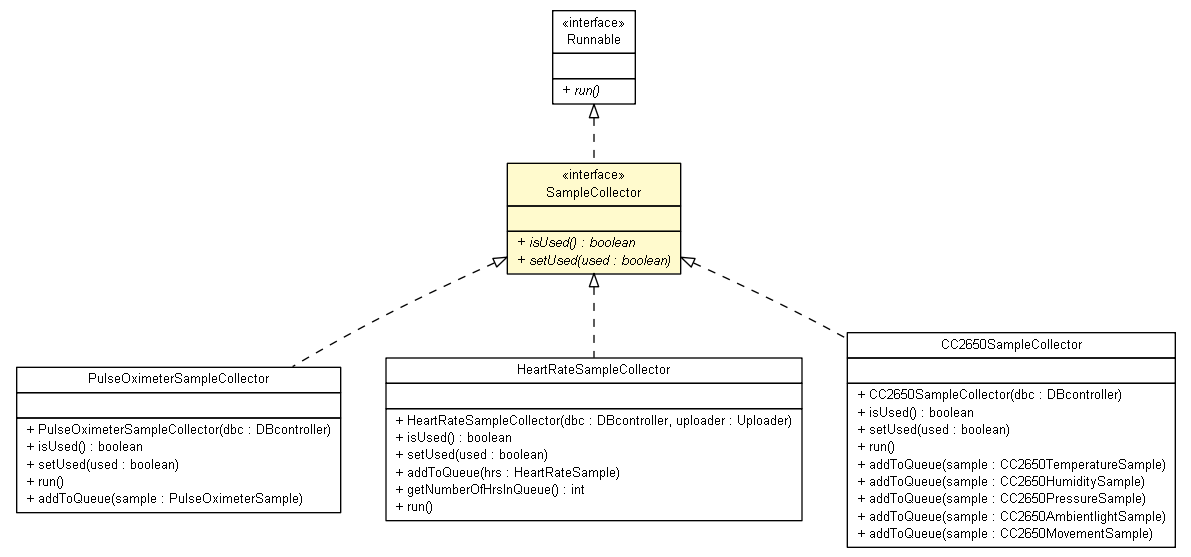 «interface»
Runnable
+ run()
«interface»
SampleCollector
+ isUsed() : boolean
+ setUsed(used : boolean)
PulseOximeterSampleCollector
+ PulseOximeterSampleCollector(dbc : DBcontroller)
+ isUsed() : boolean
+ setUsed(used : boolean)
+ run()
+ addToQueue(sample : PulseOximeterSample)
HeartRateSampleCollector
+ HeartRateSampleCollector(dbc : DBcontroller, uploader : Uploader)
+ isUsed() : boolean
+ setUsed(used : boolean)
+ addToQueue(hrs : HeartRateSample)
+ getNumberOfHrsInQueue() : int
+ run()
CC2650SampleCollector
+ CC2650SampleCollector(dbc : DBcontroller)
+ isUsed() : boolean
+ setUsed(used : boolean)
+ run()
+ addToQueue(sample : CC2650TemperatureSample)
+ addToQueue(sample : CC2650HumiditySample)
+ addToQueue(sample : CC2650PressureSample)
+ addToQueue(sample : CC2650AmbientlightSample)
+ addToQueue(sample : CC2650MovementSample)